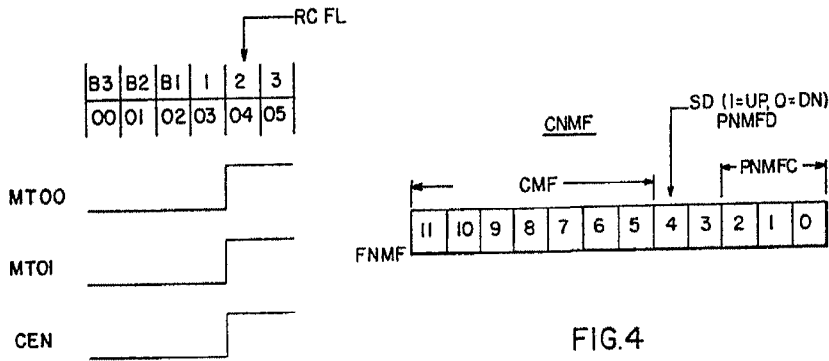 RC FL
B3 B2 B1 1 2 3
00 01 02 03 04 05
MT00
MT01
CEN
SD (1=UP, 0=DN)
PNMFD
CNMF
CMF
PNMFC
FNMF 11 10 9 8 7 6 5 4 3 2 1 0
FIG.4